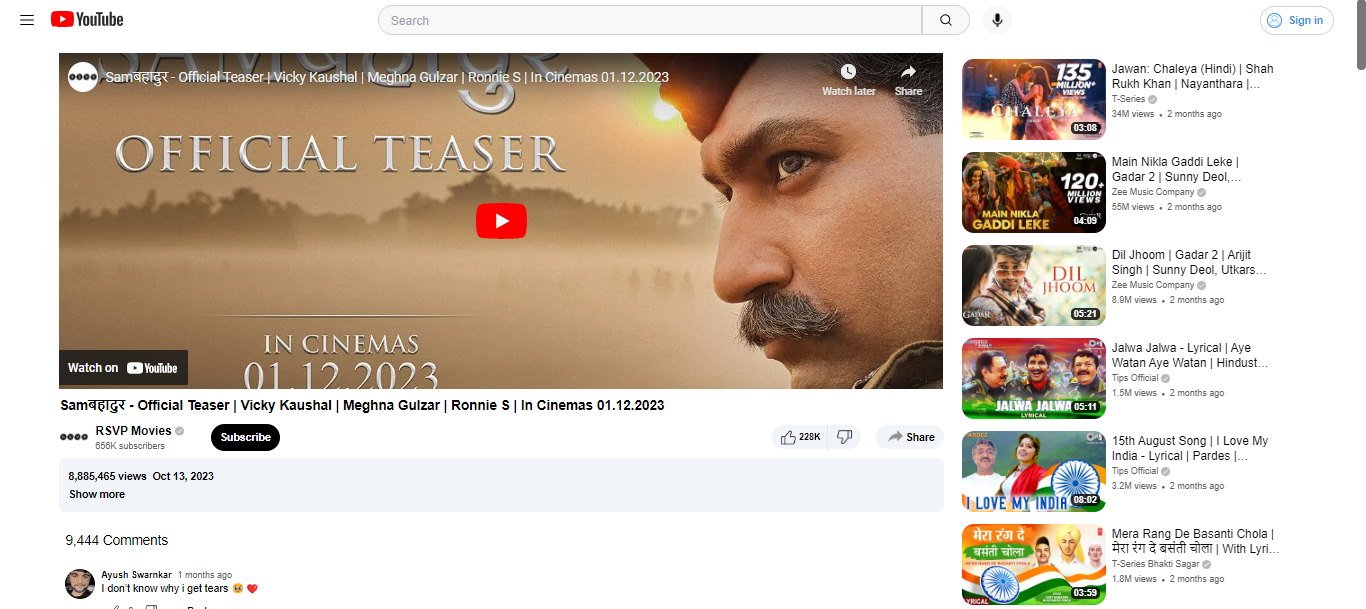 YouTube
Search
Sign in
Samबहादुर - Official Teaser | Vicky Kaushal | Meghna Gulzar | Ronnie S | In Cinemas 01.12.2023
Watch later
Share
OFFICIAL TEASER
IN CINEMAS
01.12.2023
Watch on YouTube
Samबहादुर - Official Teaser | Vicky Kaushal | Meghna Gulzar | Ronnie S | In Cinemas 01.12.2023
RSVP Movies
656K subscribers
Subscribe
228K
Share
8,885,465 views Oct 13, 2023
Show more
9,444 Comments
Ayush Swarnkar 1 months ago
I don't know why i get tears 🥹 ❤️
135
MILLION+
VIEWS
CHALEYA
03:08
Jawan: Chaleya (Hindi) | Shah
Rukh Khan | Nayanthara |...
T-Series
34M views • 2 months ago
120+
MILLION
VIEWS
MAIN NIKLA
GADDI LEKE
04:09
Main Nikla Gaddi Leke |
Gadar 2 | Sunny Deol,...
Zee Music Company
55M views • 2 months ago
DIL
JHOOM
GADAR
2
05:21
Dil Jhoom | Gadar 2 | Arijit
Singh | Sunny Deol, Utkars...
Zee Music Company
8.9M views • 2 months ago
JALWA JALWA
LYRICAL
05:11
Jalwa Jalwa - Lyrical | Aye
Watan Aye Watan | Hindust...
Tips Official
1.5M views • 2 months ago
PARDES
I LOVE MY INDIA
08:02
15th August Song | I Love My
India - Lyrical | Pardes |...
Tips Official
3.2M views • 2 months ago
मेरा रंग दे
बसंती चोला
MERA RANG DE BASANTI CHOLA
LYRICAL
03:59
Mera Rang De Basanti Chola |
मेरा रंग दे बसंती चोला | With Lyri...
T-Series Bhakti Sagar
1.8M views • 2 months ago